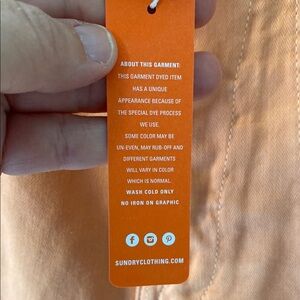 ABOUT THIS GARMENT:
THIS GARMENT DYED ITEM
HAS A UNIQUE
APPEARANCE BECAUSE OF
THE SPECIAL DYE PROCESS
WE USE.
SOME COLOR MAY BE
UN-EVEN, MAY RUB-OFF AND
DIFFERENT GARMENTS
WILL VARY IN COLOR
WHICH IS NORMAL.
WASH COLD ONLY
NO IRON ON GRAPHIC
SUNDRYCLOTHING.COM